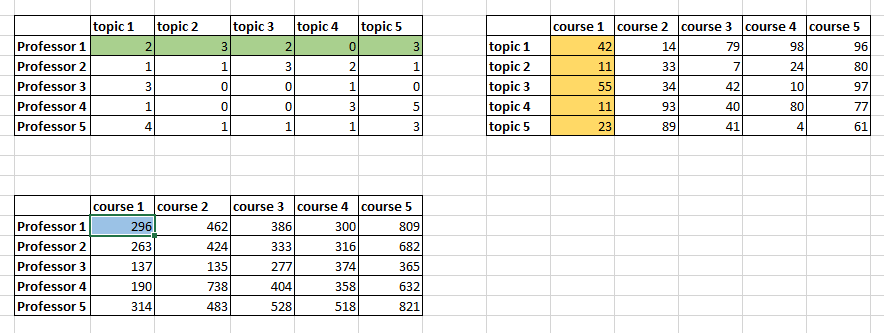 topic 1 topic 2 topic 3 topic 4 topic 5 course 1 course 2 course 3 course 4 course 5
Professor 1 2 3 2 0 3 topic 1 42 14 79 98 96
Professor 2 1 1 3 2 1 topic 2 11 33 7 24 80
Professor 3 3 0 0 1 0 topic 3 55 34 42 10 97
Professor 4 1 0 0 3 5 topic 4 11 93 40 80 77
Professor 5 4 1 1 1 3 topic 5 23 89 41 4 61
course 1 course 2 course 3 course 4 course 5
Professor 1 296 462 386 300 809
Professor 2 263 424 333 316 682
Professor 3 137 135 277 374 365
Professor 4 190 738 404 358 632
Professor 5 314 483 528 518 821